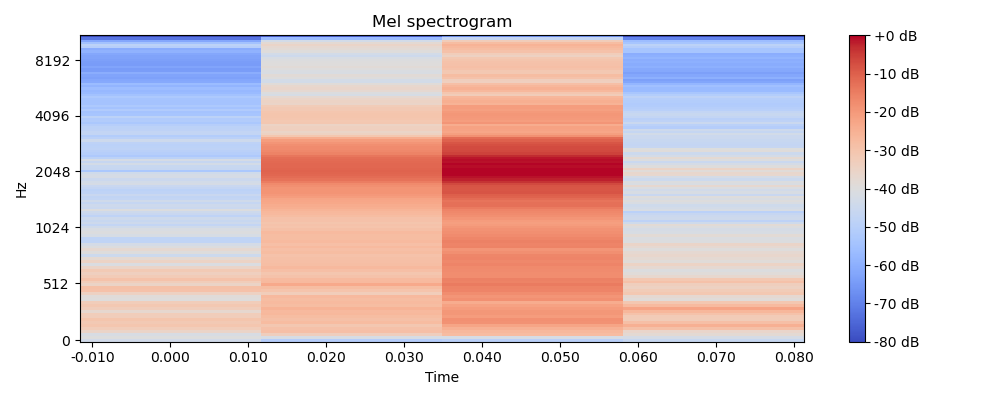 Mel spectrogram
Hz
8192
4096
2048
1024
512
0
-0.010 0.000 0.010 0.020 0.030 0.040 0.050 0.060 0.070 0.080
Time
+0 dB
-10 dB
-20 dB
-30 dB
-40 dB
-50 dB
-60 dB
-70 dB
-80 dB